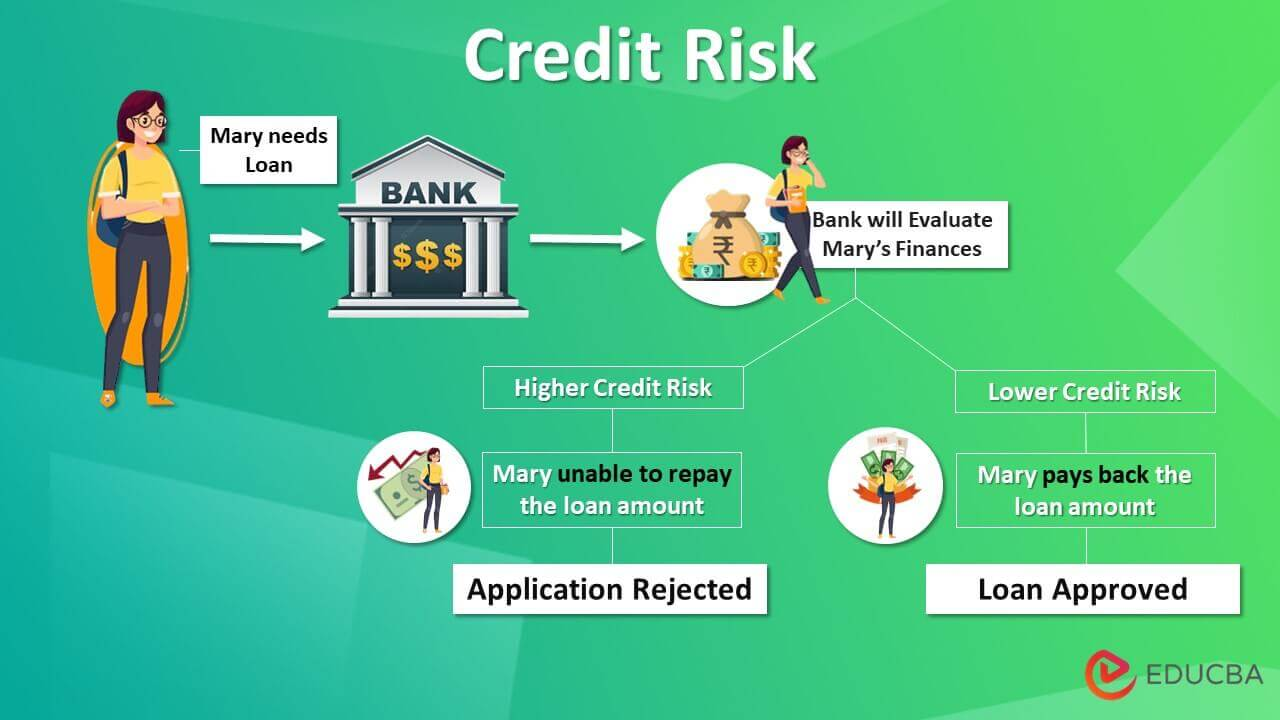 Credit Risk
Mary needs
Loan
BANK
$$$
₹
Bank will Evaluate
Mary's Finances
Higher Credit Risk
Lower Credit Risk
Mary unable to repay
the loan amount
Mary pays back the
loan amount
Application Rejected
Loan Approved
EDUCBA